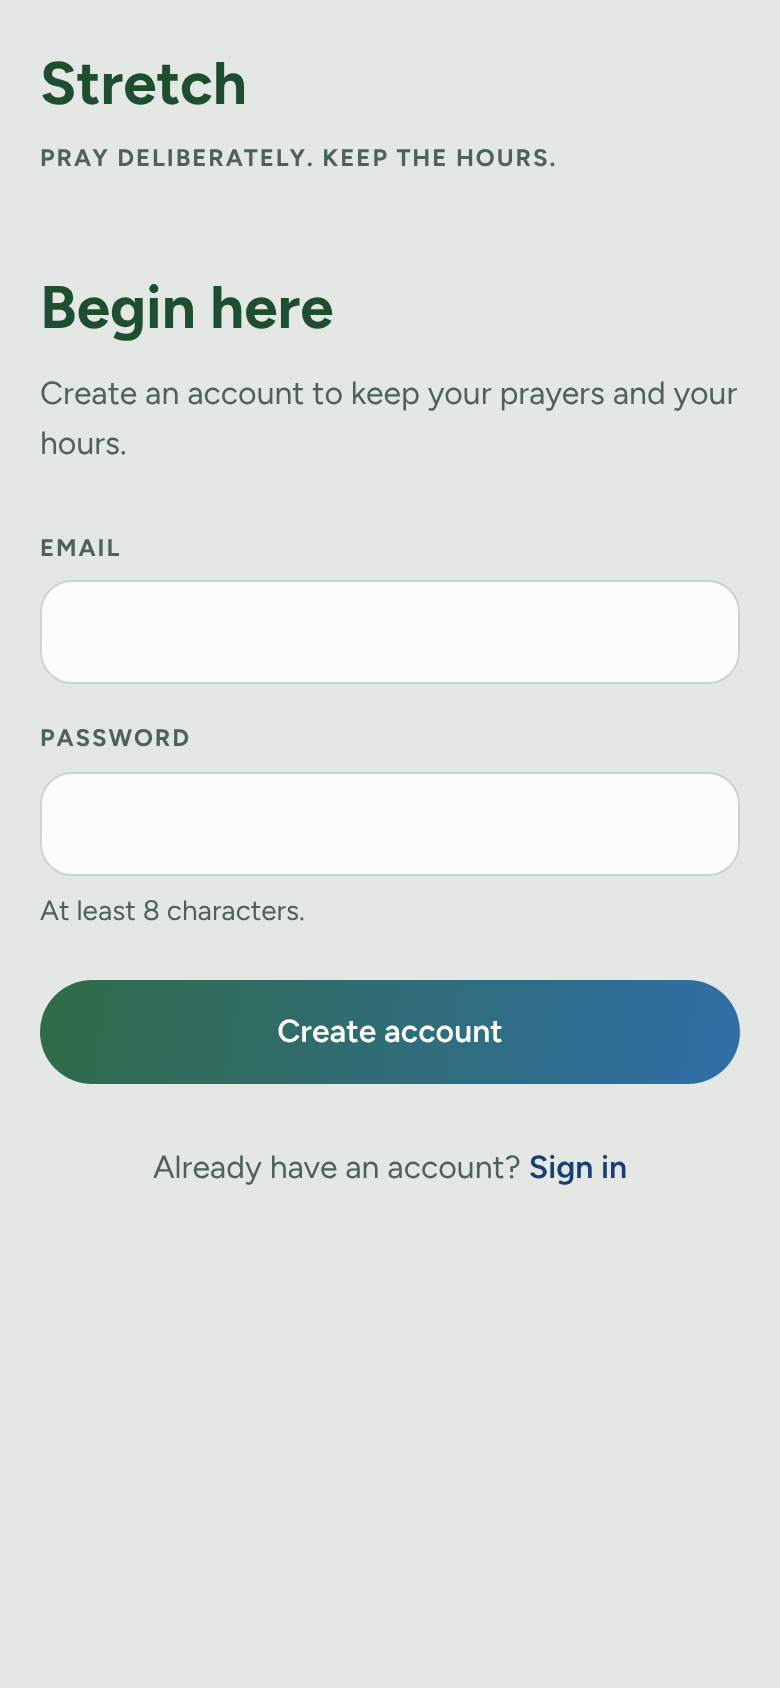 Stretch
PRAY DELIBERATELY. KEEP THE HOURS.
Begin here
Create an account to keep your prayers and your
hours.
EMAIL
PASSWORD
At least 8 characters.
Create account
Already have an account? Sign in